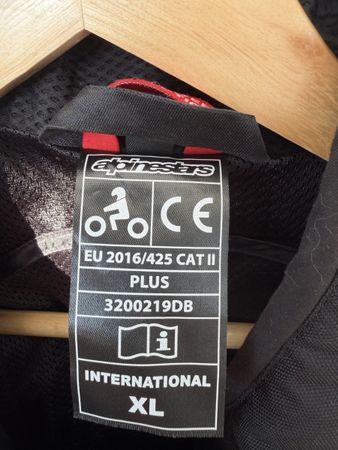 alpinestars
CE
EU 2016/425 CAT II
PLUS
3200219DB
i
INTERNATIONAL
XL